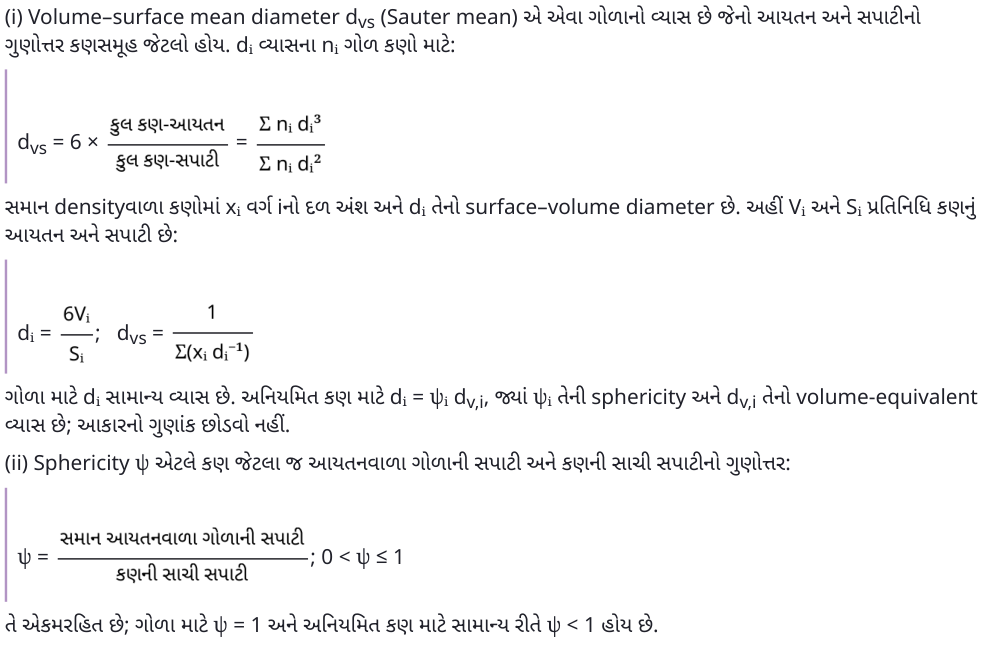 (i) Volume–surface mean diameter dvs (Sauter mean) એ એવા ગોળાનો વ્યાસ છે જેનો આયતન અને સપાટીનો
ગુણોત્તર કણસમૂહ જેટલો હોય. dᵢ વ્યાસના nᵢ ગોળ કણો માટે:
dvs = 6 × કુલ કણ-આયતન / કુલ કણ-સપાટી = Σ nᵢ dᵢ³ / Σ nᵢ dᵢ²
સમાન densityવાળા કણોમાં xᵢ વર્ગ iનો દળ અંશ અને dᵢ તેનો surface–volume diameter છે. અહીં Vᵢ અને Sᵢ પ્રતિનિધિ કણનું
આયતન અને સપાટી છે:
dᵢ = 6Vᵢ / Sᵢ; dvs = 1 / Σ(xᵢ dᵢ⁻¹)
ગોળા માટે dᵢ સામાન્ય વ્યાસ છે. અનિયમિત કણ માટે dᵢ = ψᵢ dv,i, જ્યાં ψᵢ તેની sphericity અને dv,i તેનો volume-equivalent
વ્યાસ છે; આકારનો ગુણાંક છોડવો નહીં.
(ii) Sphericity ψ એટલે કણ જેટલા જ આયતનવાળા ગોળાની સપાટી અને કણની સાચી સપાટીનો ગુણોત્તર:
ψ = સમાન આયતનવાળા ગોળાની સપાટી / કણની સાચી સપાટી; 0 < ψ ≤ 1
તે એકમરહિત છે; ગોળા માટે ψ = 1 અને અનિયમિત કણ માટે સામાન્ય રીતે ψ < 1 હોય છે.